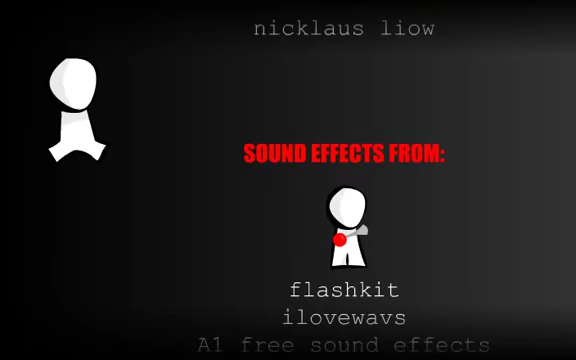 nicklaus liow
SOUND EFFECTS FROM:
flashkit
ilovewavs
A1 free sound effects